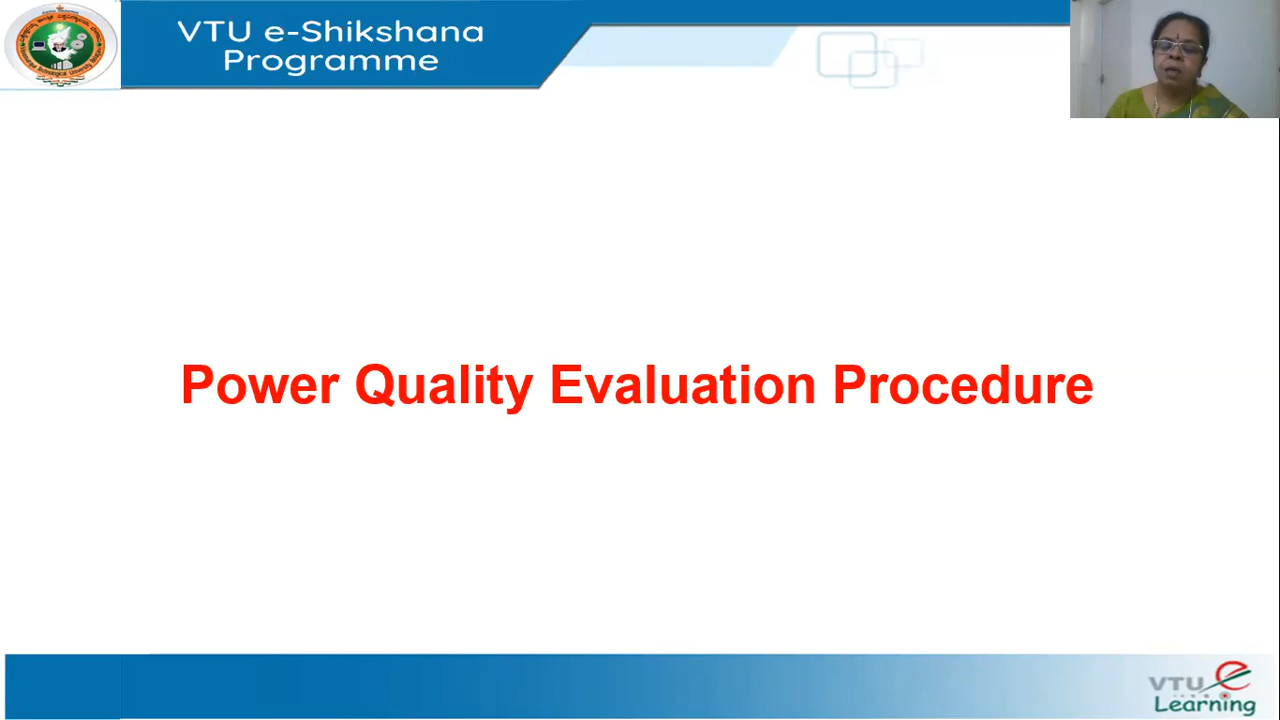 VTU e-Shikshana
Programme
Power Quality Evaluation Procedure
VTU e
Learning